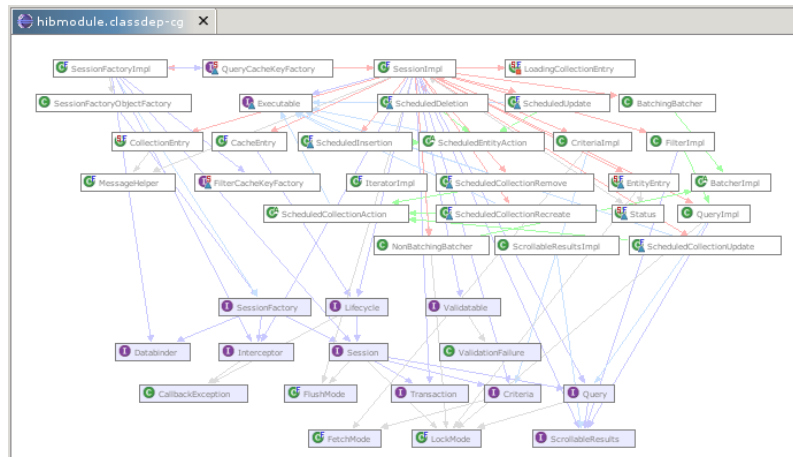 hibmodule.classdep-cg
SessionFactoryImpl
QueryCacheKeyFactory
SessionImpl
LoadingCollectionEntry
SessionFactoryObjectFactory
Executable
ScheduledDeletion
ScheduledUpdate
BatchingBatcher
CollectionEntry
CacheEntry
ScheduledInsertion
ScheduledEntityAction
CriteriaImpl
FilterImpl
MessageHelper
FilterCacheKeyFactory
IteratorImpl
ScheduledCollectionRemove
EntityEntry
BatcherImpl
ScheduledCollectionAction
ScheduledCollectionRecreate
Status
QueryImpl
NonBatchingBatcher
ScrollableResultsImpl
ScheduledCollectionUpdate
SessionFactory
Lifecycle
Validatable
Databinder
Interceptor
Session
ValidationFailure
CallbackException
FlushMode
Transaction
Criteria
Query
FetchMode
LockMode
ScrollableResults